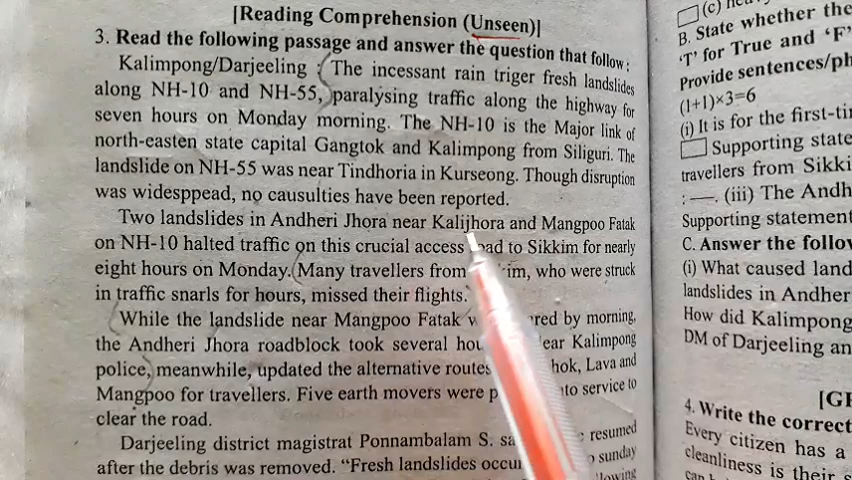 [Reading Comprehension (Unseen)]
3. Read the following passage and answer the question that follow:
Kalimpong/Darjeeling : The incessant rain triger fresh landslides
along NH-10 and NH-55, paralysing traffic along the highway for
seven hours on Monday morning. The NH-10 is the Major link of
north-easten state capital Gangtok and Kalimpong from Siliguri. The
landslide on NH-55 was near Tindhoria in Kurseong. Though disruption
was widesppead, no causulties have been reported.
Two landslides in Andheri Jhora near Kalijhora and Mangpoo Fatak
on NH-10 halted traffic on this crucial access to Sikkim for nearly
eight hours on Monday. Many travellers from who were struck
in traffic snarls for hours, missed their flights.
While the landslide near Mangpoo Fatak by morning,
the Andheri Jhora roadblock took several Kalimpong
police, meanwhile, updated the alternative routes Lava and
Mangpoo for travellers. Five earth movers were service to
clear the road.
Darjeeling district magistrat Ponnambalam S. resumed
after the debris was removed. "Fresh landslides sunday
(c)
B. State whether the
'T' for True and 'F'
Provide sentences/ph
(1+1)×3=6
(i) It is for the first-ti
Supporting state
travellers from Sikki
:—. (iii) The Andh
Supporting statement
C. Answer the follo
(i) What caused land
landslides in Andher
How did Kalimpong
DM of Darjeeling an
[G
4. Write the correct
Every citizen has a
cleanliness is their